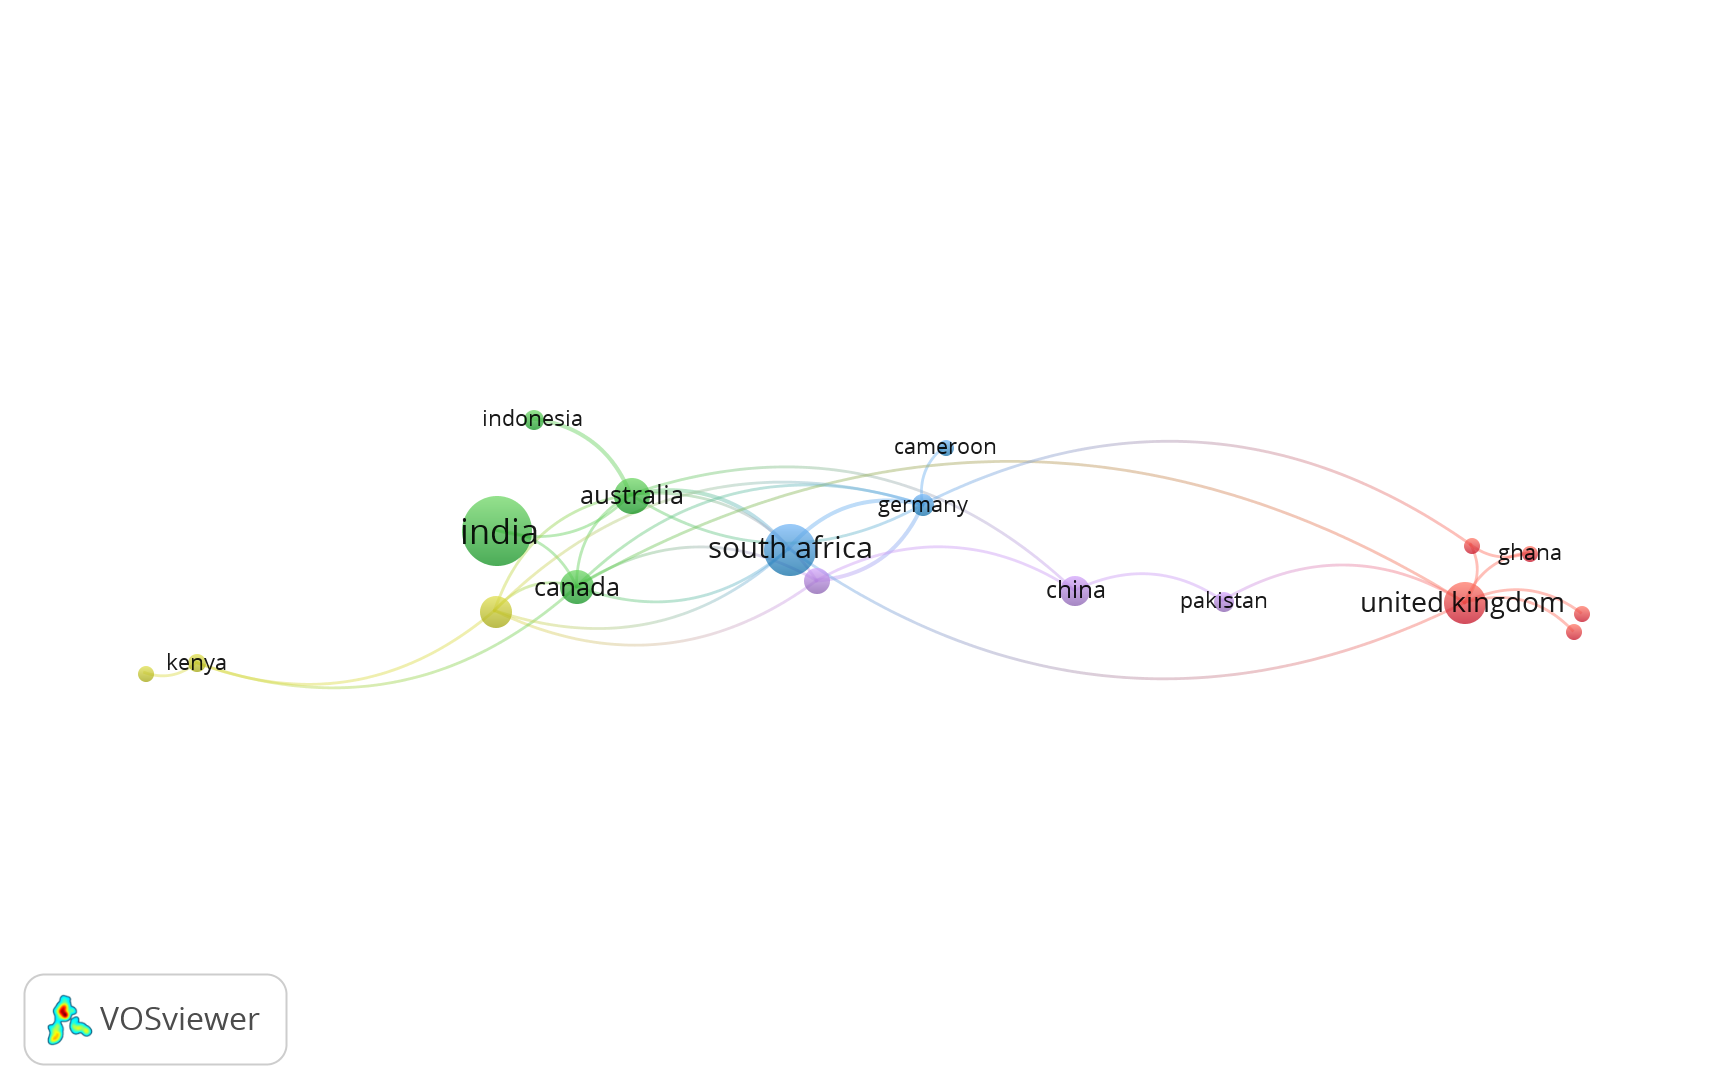 indonesia
cameroon
australia
germany
india
south africa
ghana
canada
china
pakistan
united kingdom
kenya
VOSviewer